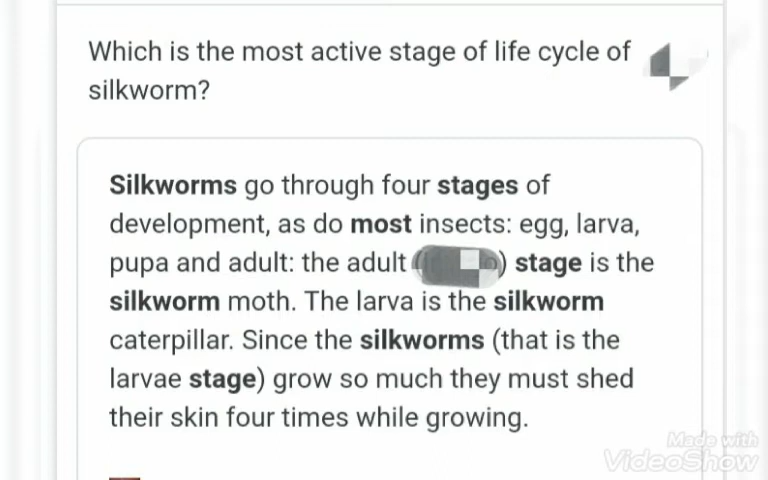 Which is the most active stage of life cycle of
silkworm?
Silkworms go through four stages of
development, as do most insects: egg, larva,
pupa and adult: the adult ( ) stage is the
silkworm moth. The larva is the silkworm
caterpillar. Since the silkworms (that is the
larvae stage) grow so much they must shed
their skin four times while growing.
Made with
VideoShow